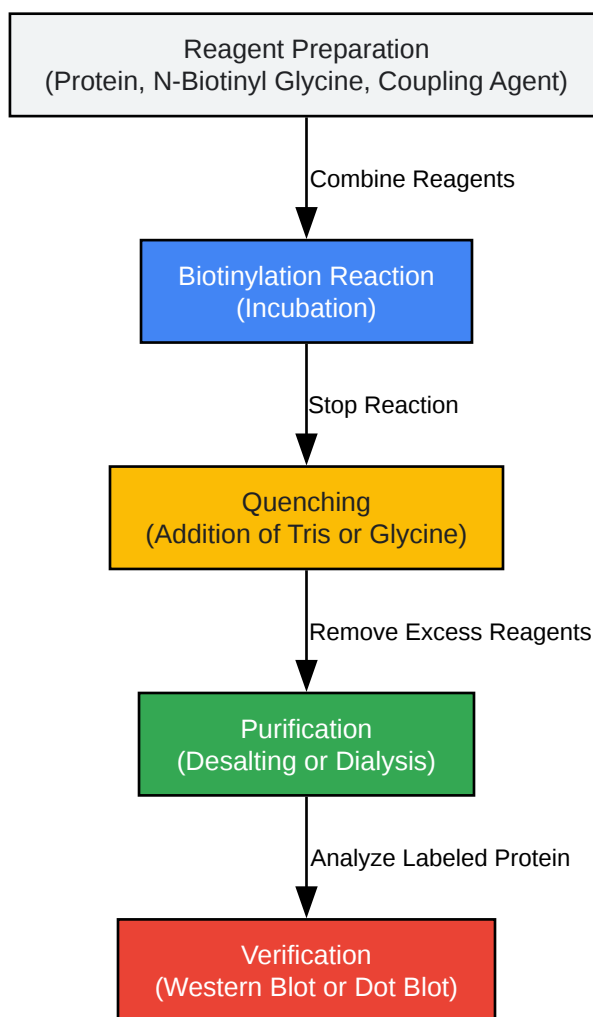 Reagent Preparation
(Protein, N-Biotinyl Glycine, Coupling Agent)
Combine Reagents
Biotinylation Reaction
(Incubation)
Stop Reaction
Quenching
(Addition of Tris or Glycine)
Remove Excess Reagents
Purification
(Desalting or Dialysis)
Analyze Labeled Protein
Verification
(Western Blot or Dot Blot)